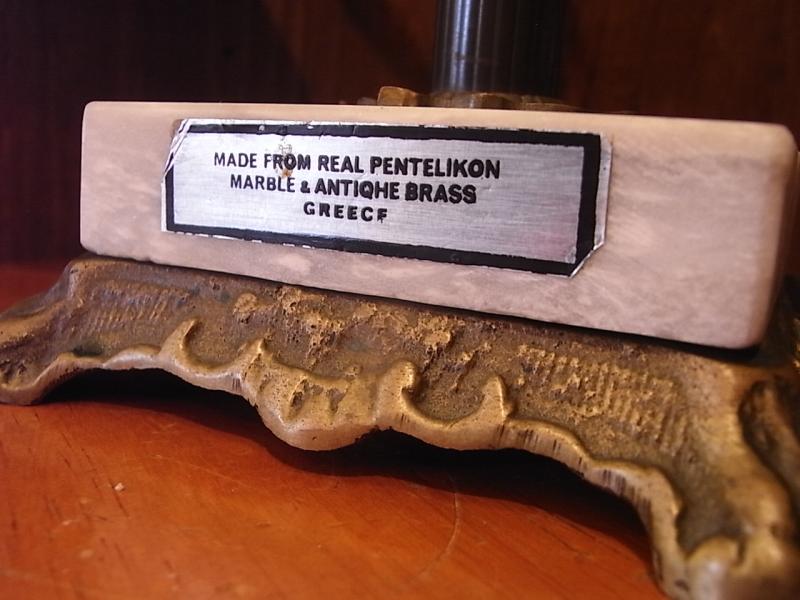 MADE FROM REAL PENTELIKON
MARBLE & ANTIQHE BRASS
GREECF